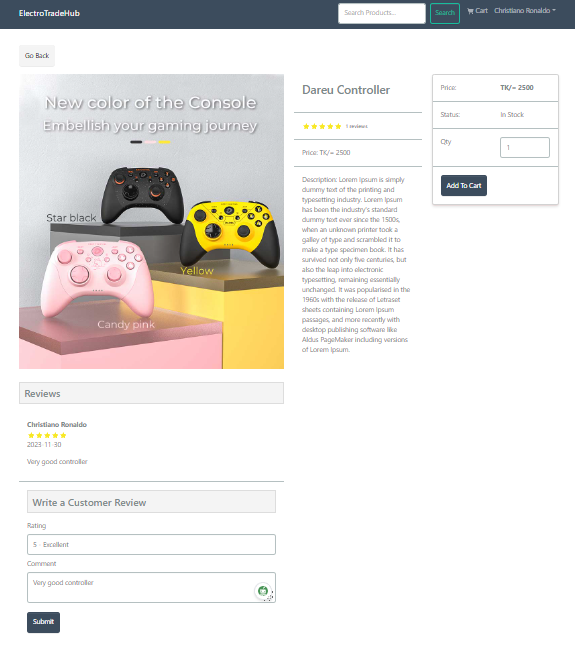 ElectroTradeHub
Search Products...
Search
Cart
Christiano Ronaldo
Go Back
New color of the Console
Embellish your gaming journey
Star black
Yellow
Candy pink
Dareu Controller
1 reviews
Price: TK/= 2500
Description: Lorem Ipsum is simply
dummy text of the printing and
typesetting industry. Lorem Ipsum
has been the industry's standard
dummy text ever since the 1500s,
when an unknown printer took a
galley of type and scrambled it to
make a type specimen book. It has
survived not only five centuries, but
also the leap into electronic
typesetting, remaining essentially
unchanged. It was popularised in the
1960s with the release of Letraset
sheets containing Lorem Ipsum
passages, and more recently with
desktop publishing software like
Aldus PageMaker including versions
of Lorem Ipsum.
Price: TK/= 2500
Status: In Stock
Qty 1
Add To Cart
Reviews
Christiano Ronaldo
2023-11-30
Very good controller
Write a Customer Review
Rating
5 - Excellent
Comment
Very good controller
Submit